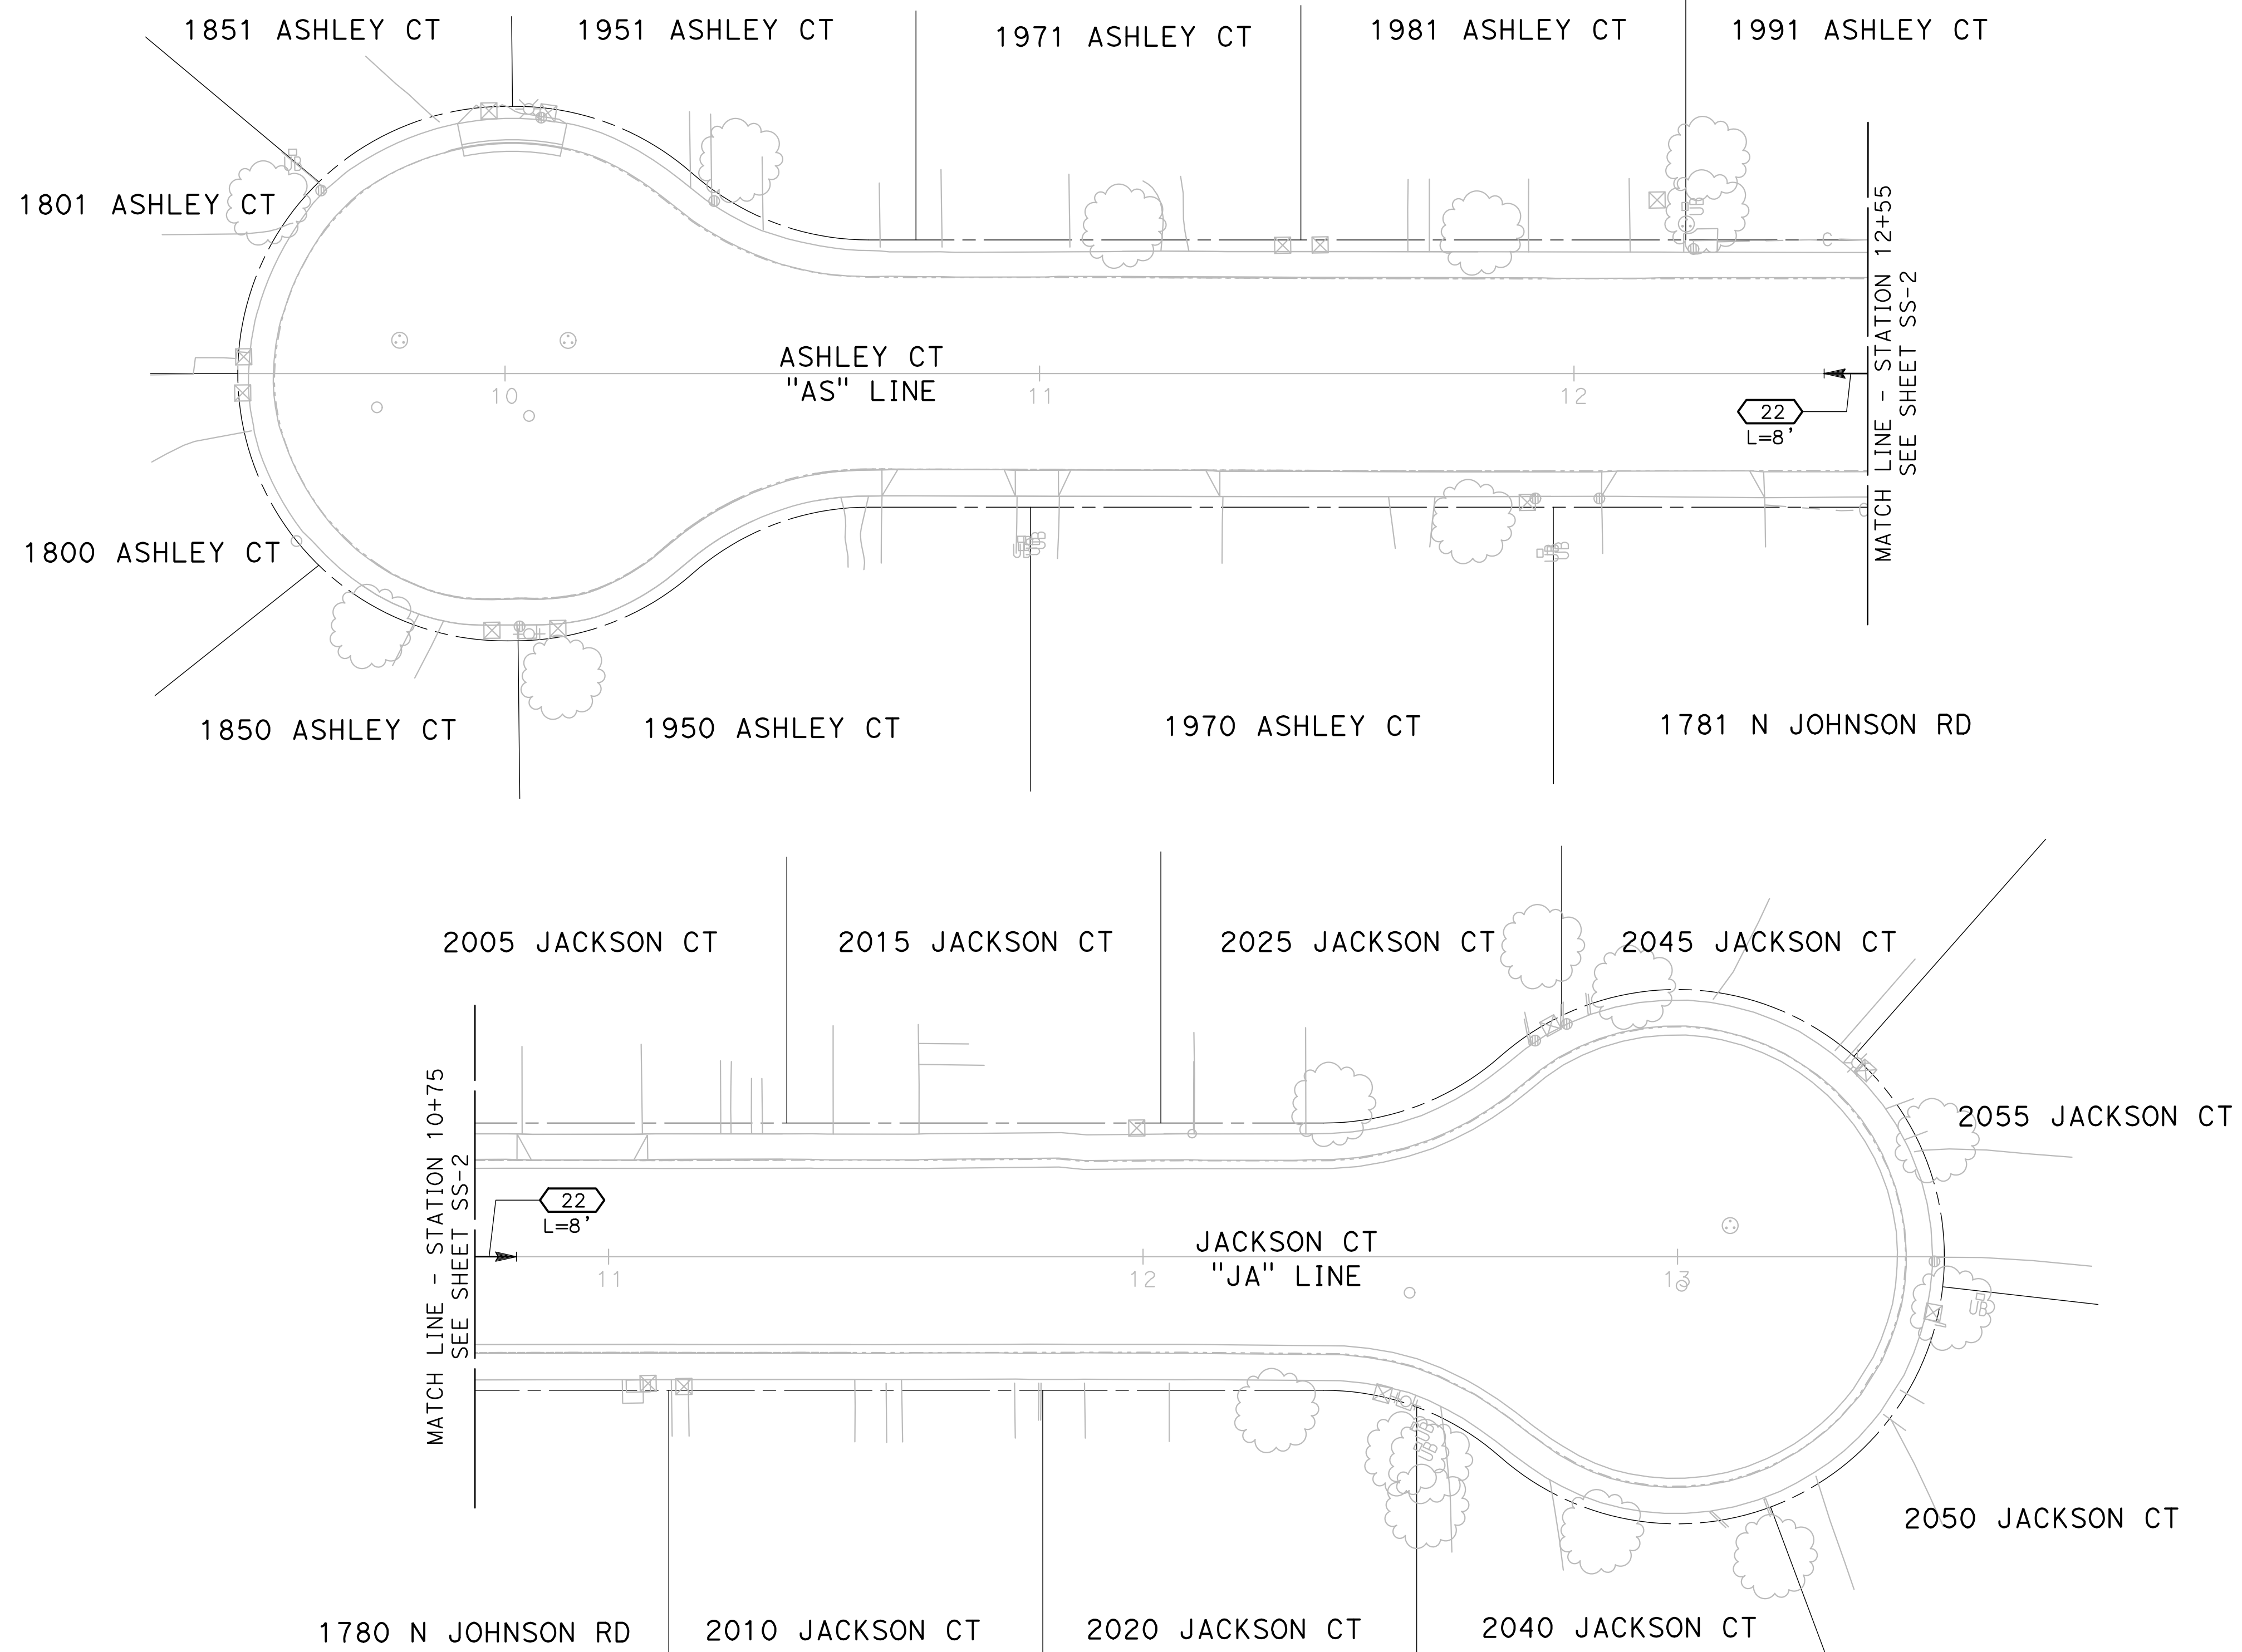 1851 ASHLEY CT
1951 ASHLEY CT
1971 ASHLEY CT
1981 ASHLEY CT
1991 ASHLEY CT
UB
1801 ASHLEY CT
C
MATCH LINE - STATION 12+55
SEE SHEET SS-2
ASHLEY CT
"AS" LINE
10
11
12
22
L=8'
1800 ASHLEY CT
1850 ASHLEY CT
1950 ASHLEY CT
1970 ASHLEY CT
1781 N JOHNSON RD
2005 JACKSON CT
2015 JACKSON CT
2025 JACKSON CT
2045 JACKSON CT
2055 JACKSON CT
MATCH LINE - STATION 10+75
SEE SHEET SS-2
22
L=8'
JACKSON CT
"JA" LINE
11
12
13
UB
2050 JACKSON CT
1780 N JOHNSON RD
2010 JACKSON CT
2020 JACKSON CT
2040 JACKSON CT